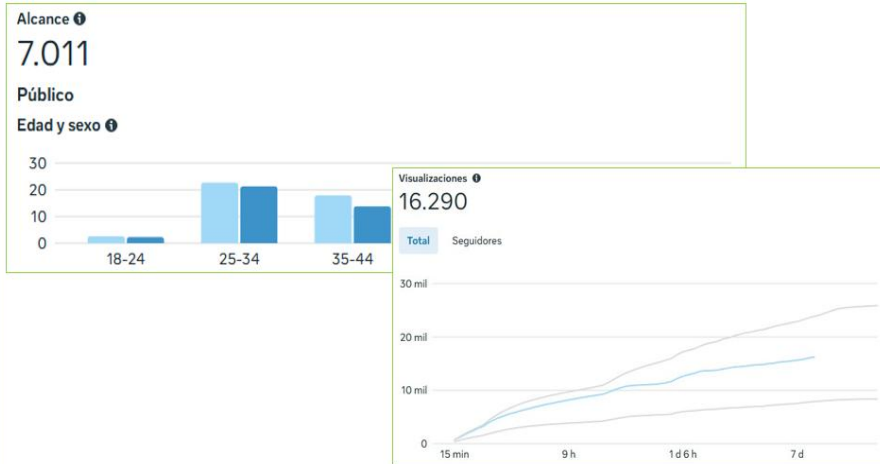 Alcance
7.011
Público
Edad y sexo
30
20
10
0
18-24
25-34
35-44
Visualizaciones
16.290
Total Seguidores
30 mil
20 mil
10 mil
0
15 min 9 h 1 d 6 h 7 d